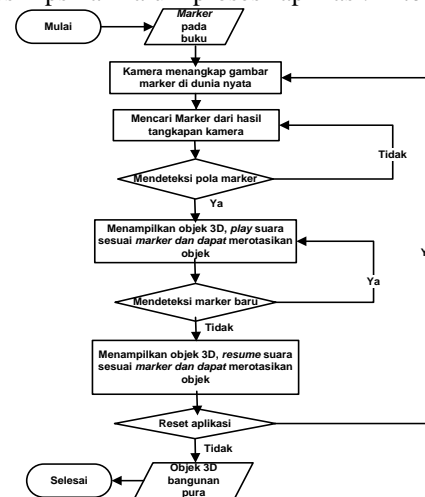 Mulai
Marker
pada
buku
Kamera menangkap gambar
marker di dunia nyata
Mencari Marker dari hasil
tangkapan kamera
Tidak
Mendeteksi pola marker
Ya
Menampilkan objek 3D, play suara
sesuai marker dan dapat merotasikan
objek
Ya
Mendeteksi marker baru
Tidak
Menampilkan objek 3D, resume suara
sesuai marker dan dapat merotasikan
objek
Reset aplikasi
Tidak
Objek 3D
bangunan
pura
Selesai